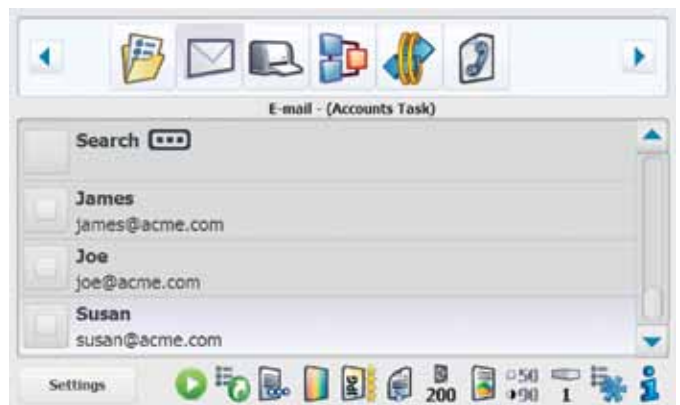 E-mail - (Accounts Task)
Search
James
james@acme.com
Joe
joe@acme.com
Susan
susan@acme.com
Settings
JPG
200
50
90
1